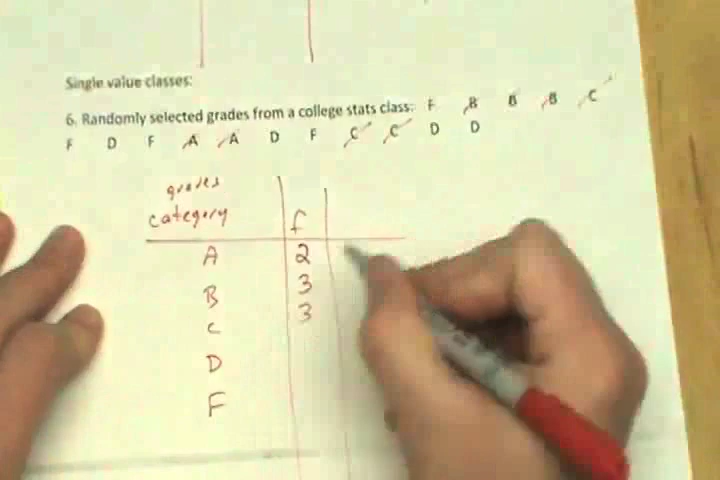 Single value classes:
6. Randomly selected grades from a college stats class: F B B B C
F D F A A D F C C D D
grades
category f
A 2
B 3
C 3
D
F